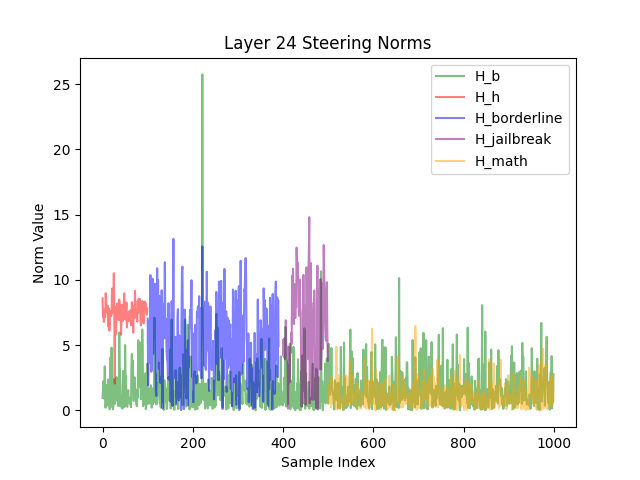 Layer 24 Steering Norms
H_b
H_h
H_borderline
H_jailbreak
H_math
Norm Value
25
20
15
10
5
0
0
200
400
600
800
1000
Sample Index